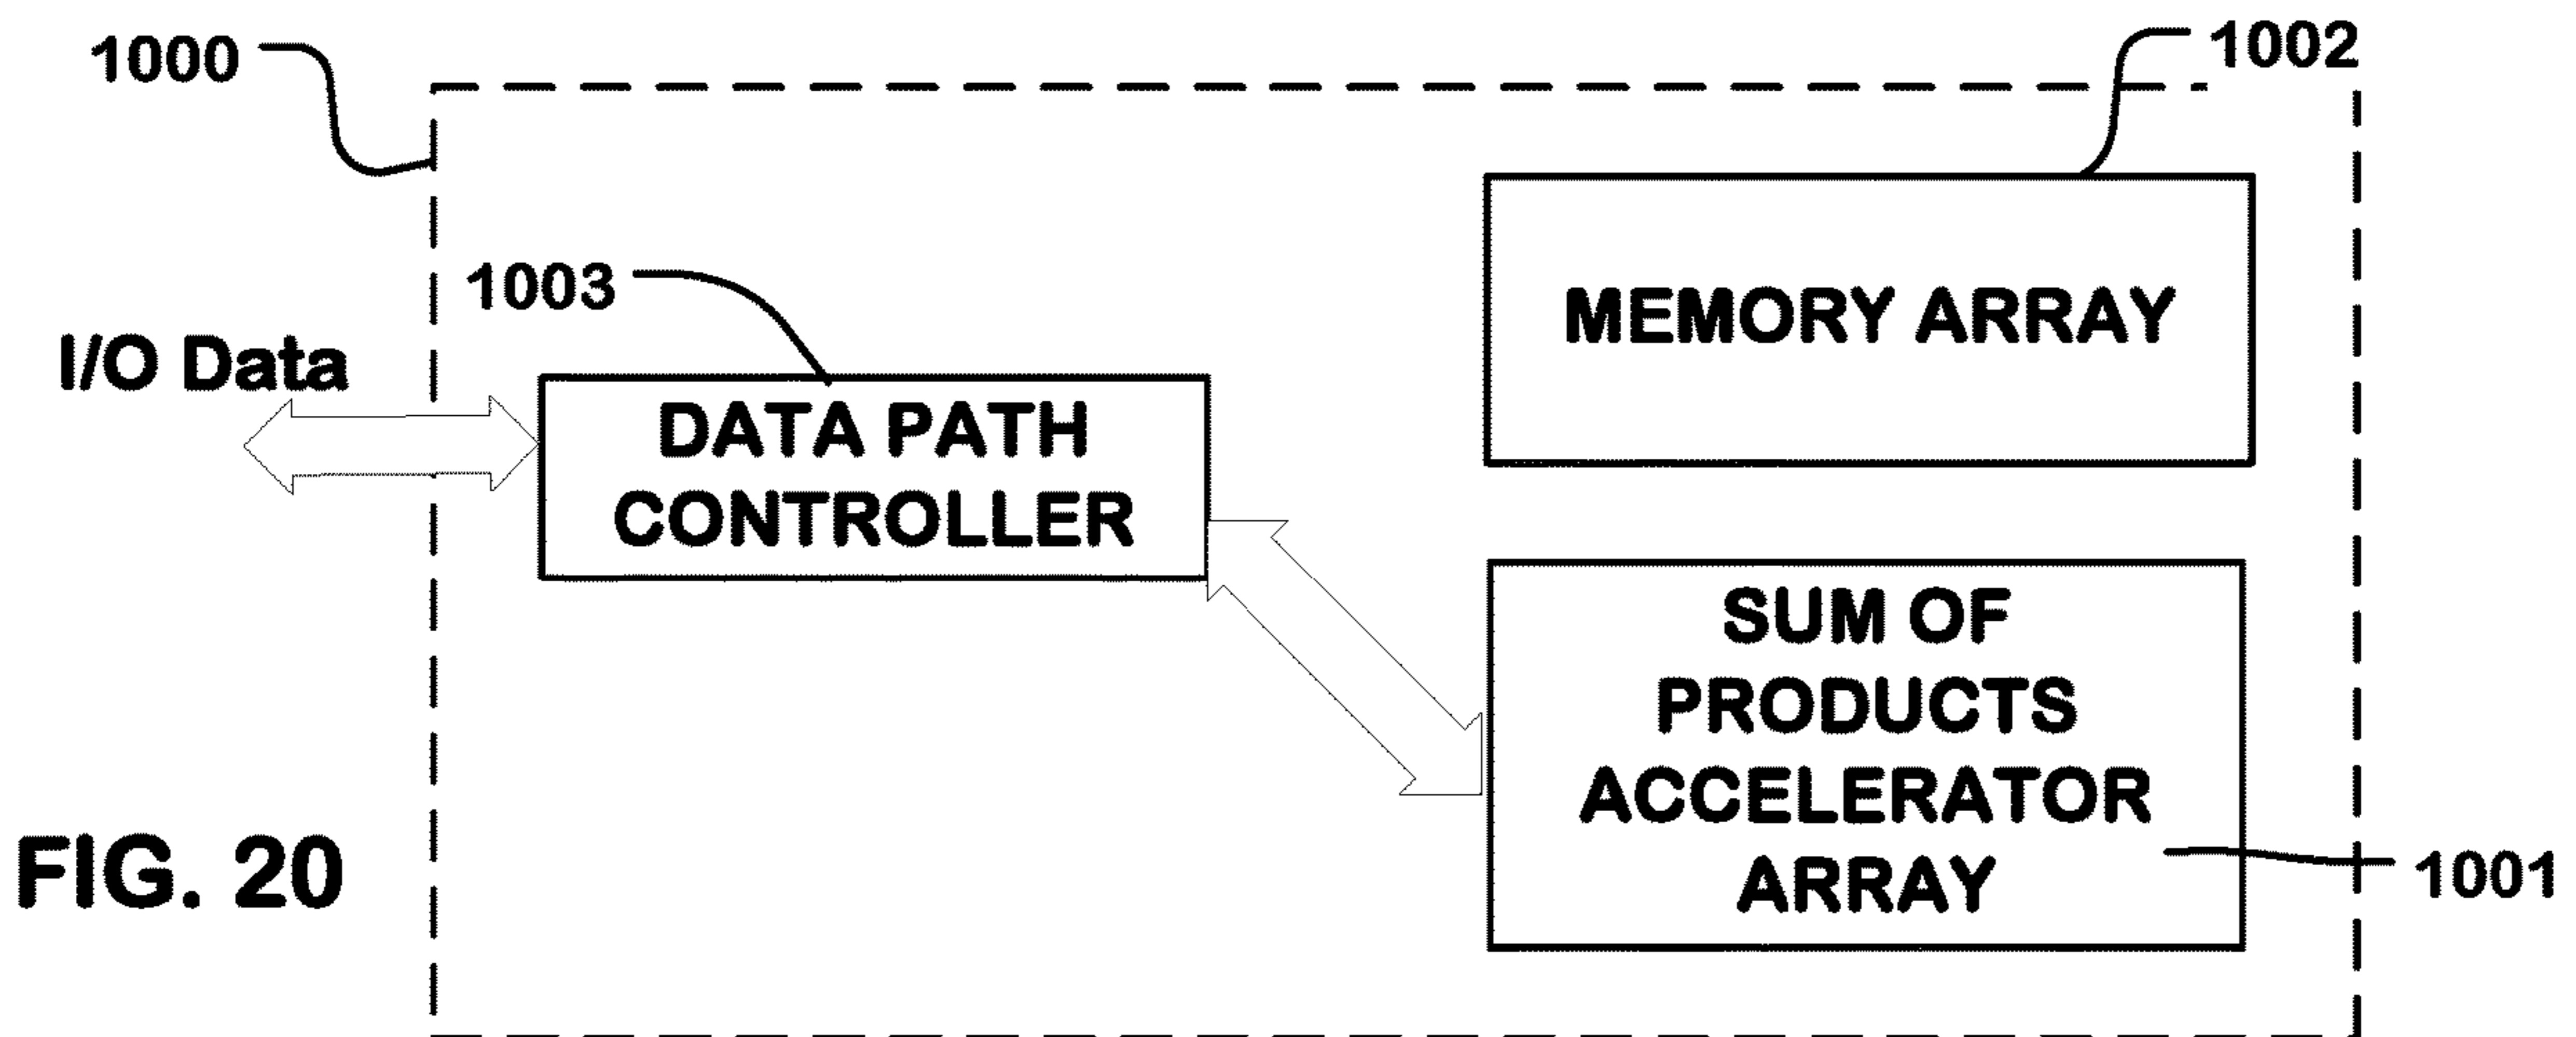 1000
1002
1003
I/O Data
MEMORY ARRAY
DATA PATH
CONTROLLER
SUM OF
PRODUCTS
ACCELERATOR
ARRAY
1001
FIG. 20